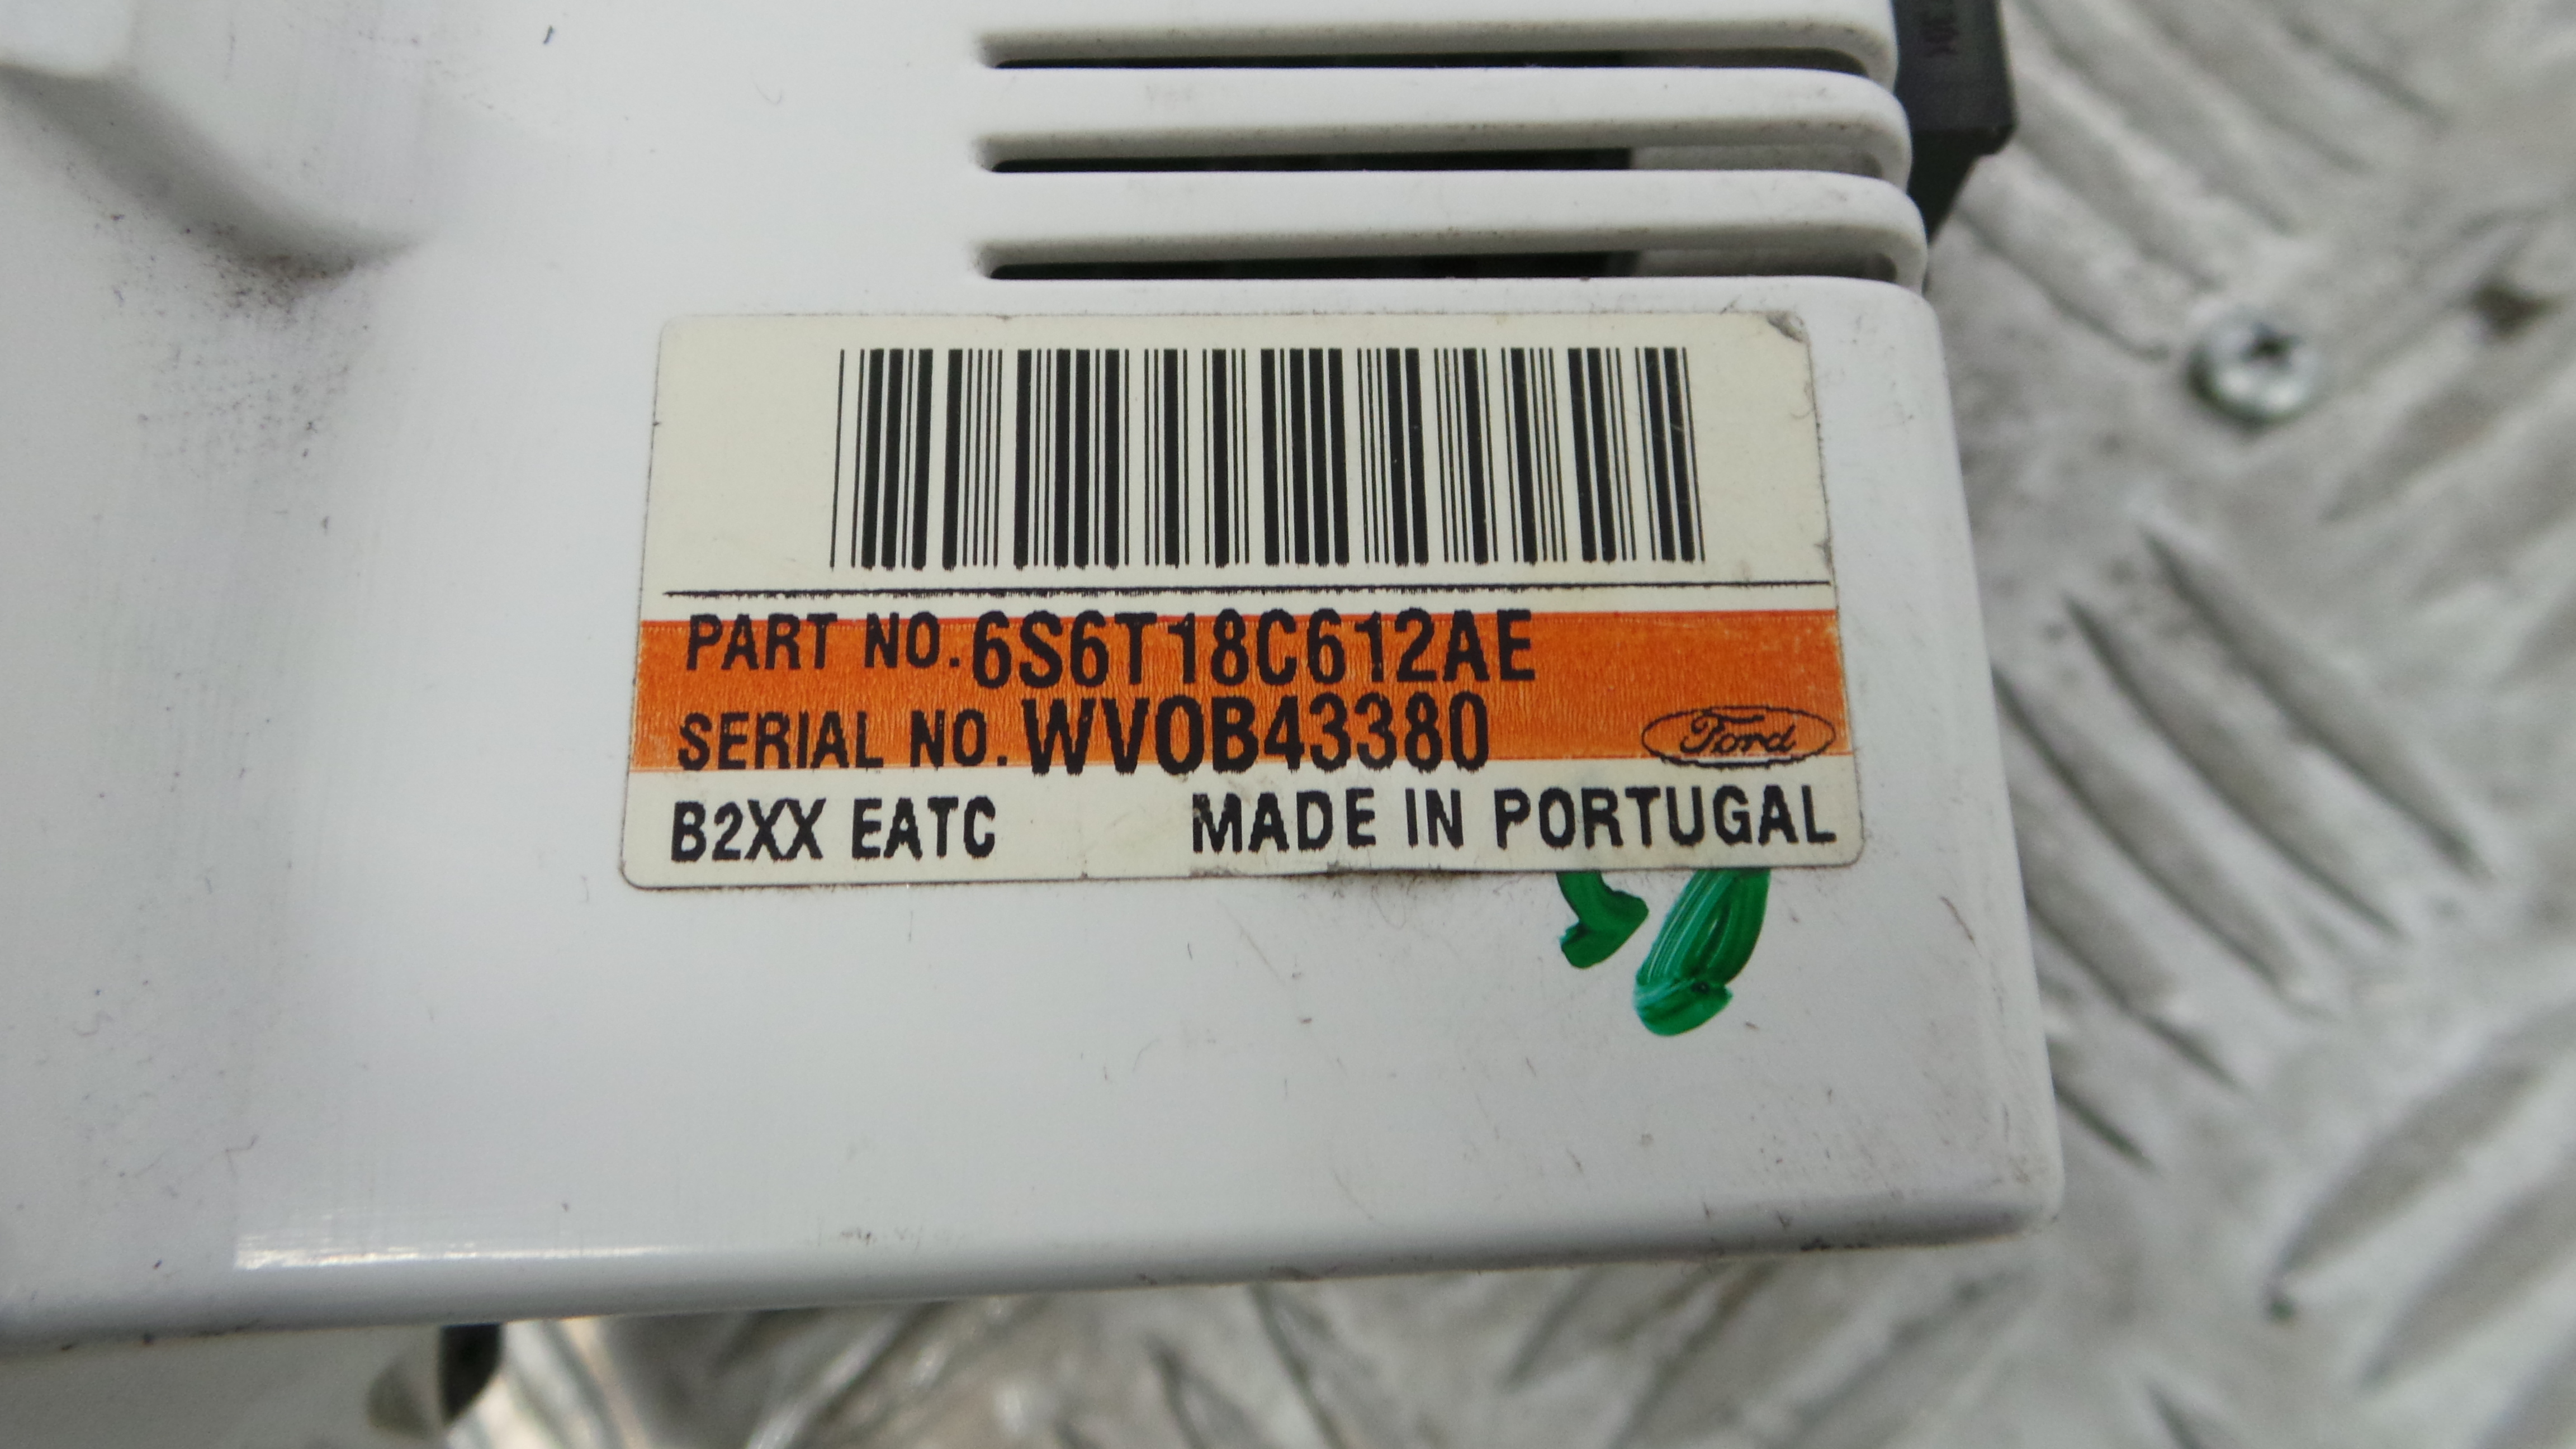 PART NO. 6S6T18C612AE
SERIAL NO. WV0B43380
Ford
B2XX EATC MADE IN PORTUGAL